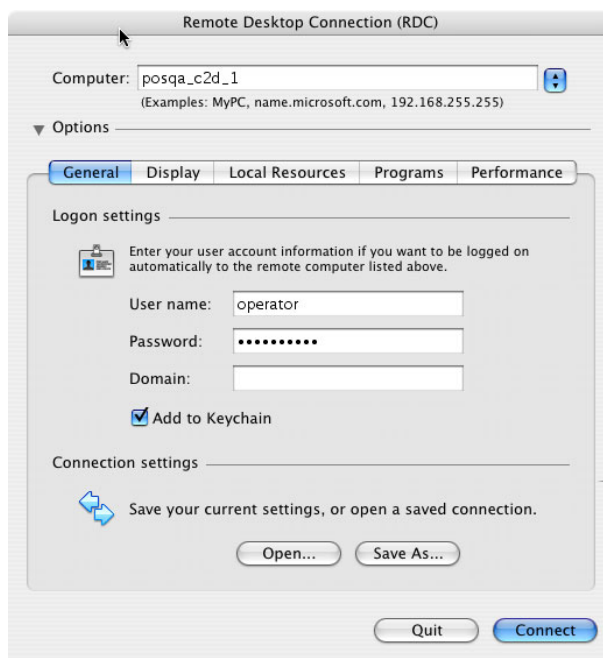 Remote Desktop Connection (RDC)
Computer: posqa_c2d_1
(Examples: MyPC, name.microsoft.com, 192.168.255.255)
Options
General Display Local Resources Programs Performance
Logon settings
Enter your user account information if you want to be logged on
automatically to the remote computer listed above.
User name: operator
Password: ••••••••••
Domain:
Add to Keychain
Connection settings
Save your current settings, or open a saved connection.
Open... Save As...
Quit Connect